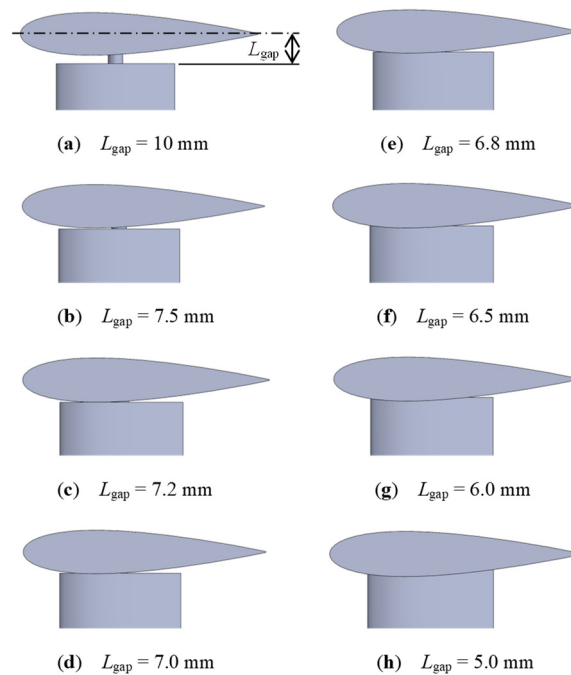 L_gap
(a) L_gap = 10 mm
(e) L_gap = 6.8 mm
(b) L_gap = 7.5 mm
(f) L_gap = 6.5 mm
(c) L_gap = 7.2 mm
(g) L_gap = 6.0 mm
(d) L_gap = 7.0 mm
(h) L_gap = 5.0 mm